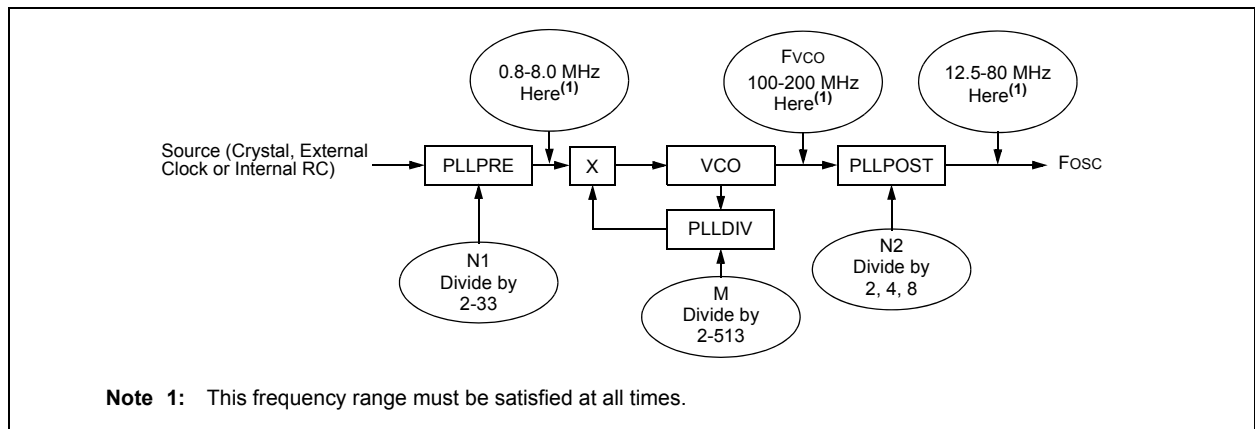 0.8-8.0 MHz
Here(1)
FVCO
100-200 MHz
Here(1)
12.5-80 MHz
Here(1)
Source (Crystal, External
Clock or Internal RC)
PLLPRE
X
VCO
PLLPOST
FOSC
PLLDIV
N1
Divide by
2-33
M
Divide by
2-513
N2
Divide by
2, 4, 8
Note 1: This frequency range must be satisfied at all times.